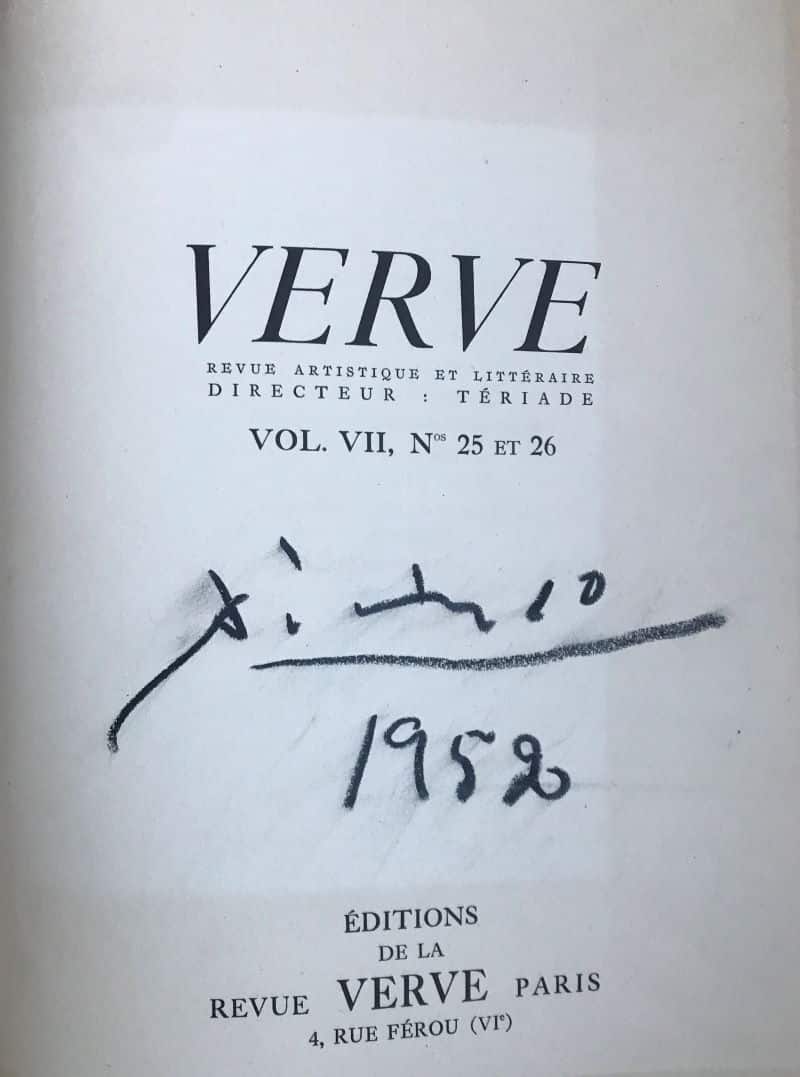 VERVE
REVUE ARTISTIQUE ET LITTÉRAIRE
DIRECTEUR : TÉRIADE
VOL. VII, Nos 25 ET 26
Picasso
1952
ÉDITIONS
DE LA
REVUE VERVE PARIS
4, RUE FÉROU (VIe)